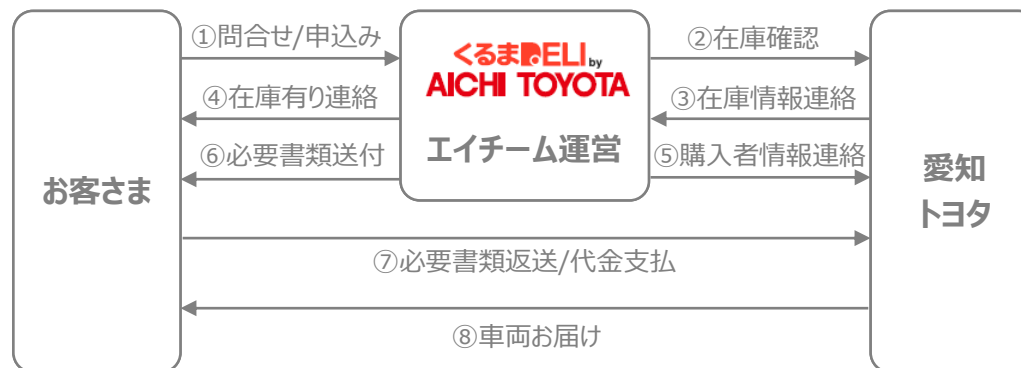 ①問合せ/申込み
②在庫確認
くるまDELI by
AICHI TOYOTA
エイチーム運営
④在庫有り連絡
③在庫情報連絡
⑥必要書類送付
⑤購入者情報連絡
お客さま
愛知
トヨタ
⑦必要書類返送/代金支払
⑧車両お届け